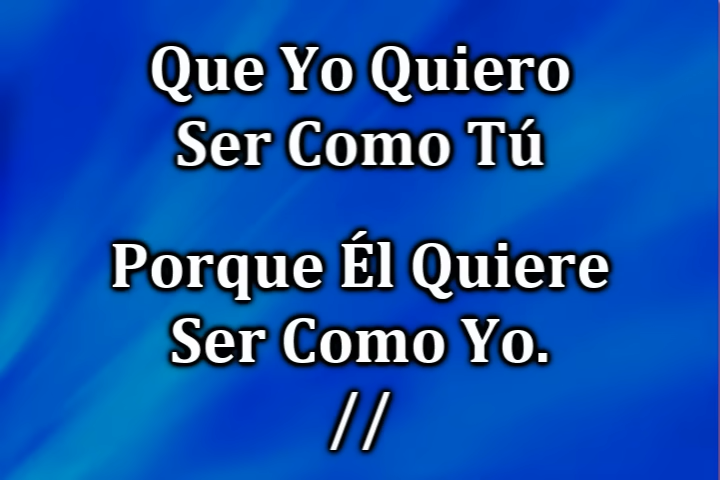 Que Yo Quiero
Ser Como Tú
Porque Él Quiere
Ser Como Yo.
//